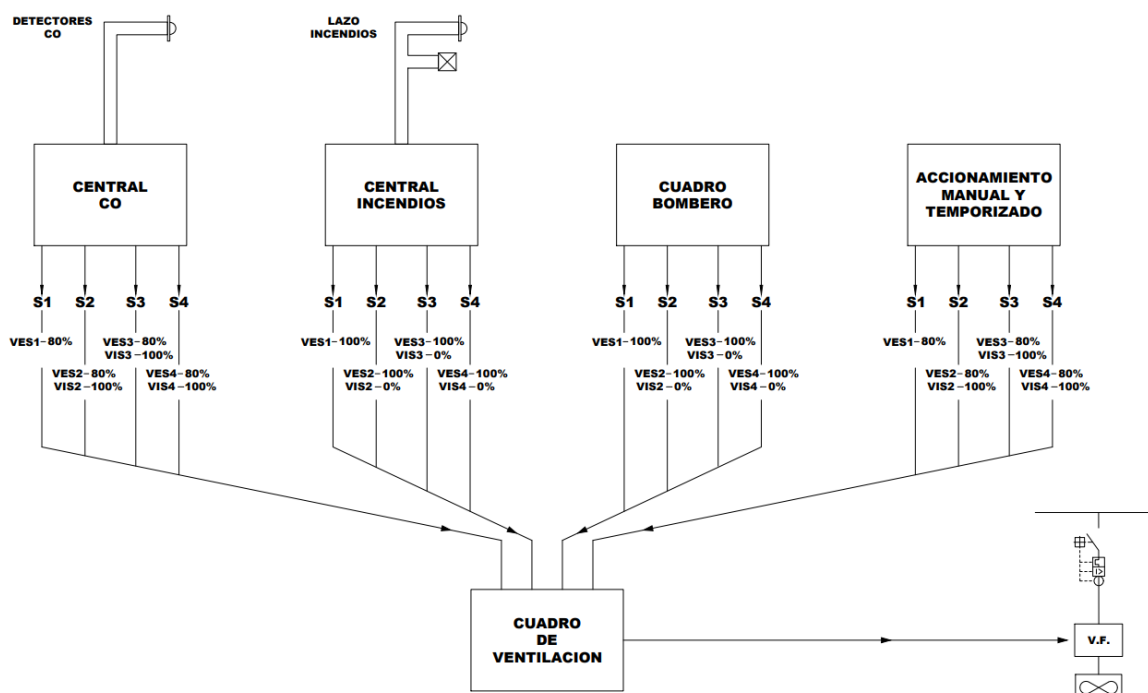 DETECTORES
CO
LAZO
INCENDIOS
CENTRAL
CO
CENTRAL
INCENDIOS
CUADRO
BOMBERO
ACCIONAMIENTO
MANUAL Y
TEMPORIZADO
S1 S2 S3 S4
S1 S2 S3 S4
S1 S2 S3 S4
S1 S2 S3 S4
VES1-80%
VES3-80%
VIS3-100%
VES2-80%
VIS2-100%
VES4-80%
VIS4-100%
VES1-100%
VES3-100%
VIS3-0%
VES2-100%
VIS2-0%
VES4-100%
VIS4-0%
VES1-100%
VES3-100%
VIS3-0%
VES2-100%
VIS2-0%
VES4-100%
VIS4-0%
VES1-80%
VES3-80%
VIS3-100%
VES2-80%
VIS2-100%
VES4-80%
VIS4-100%
CUADRO
DE
VENTILACION
V.F.